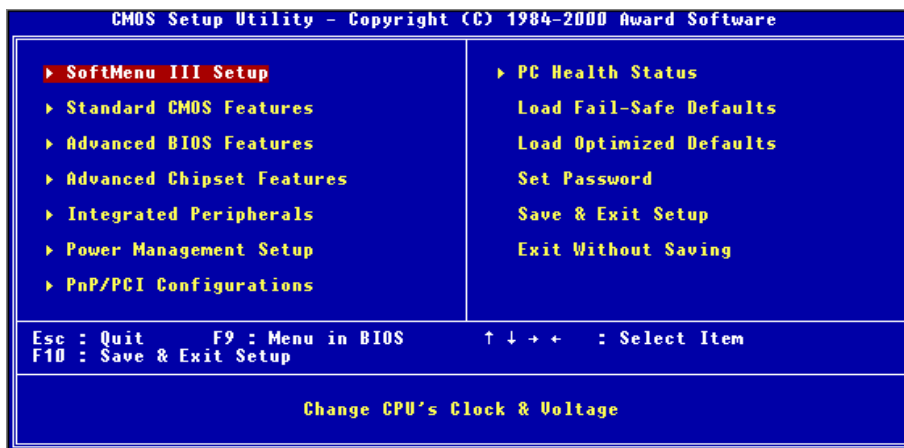 CMOS Setup Utility - Copyright (C) 1984-2000 Award Software
▸ SoftMenu III Setup
▸ Standard CMOS Features
▸ Advanced BIOS Features
▸ Advanced Chipset Features
▸ Integrated Peripherals
▸ Power Management Setup
▸ PnP/PCI Configurations
▸ PC Health Status
Load Fail-Safe Defaults
Load Optimized Defaults
Set Password
Save & Exit Setup
Exit Without Saving
Esc : Quit F9 : Menu in BIOS ↑ ↓ → ← : Select Item
F10 : Save & Exit Setup
Change CPU's Clock & Voltage